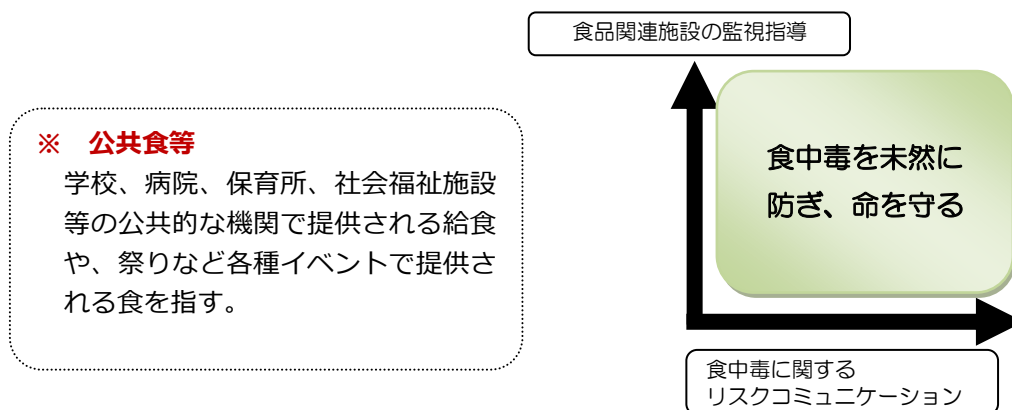 食品関連施設の監視指導
※　公共食等
学校、病院、保育所、社会福祉施設
等の公共的な機関で提供される給食
や、祭りなど各種イベントで提供さ
れる食を指す。
食中毒を未然に
防ぎ、命を守る
食中毒に関する
リスクコミュニケーション